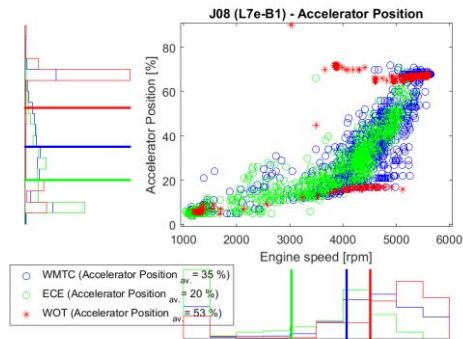 J08 (L7e-B1) - Accelerator Position
Accelerator Position [%]
80
60
40
20
0
1000 2000 3000 4000 5000 6000
Engine speed [rpm]
WMTC (Accelerator Position av. = 35 %)
ECE (Accelerator Position av. = 20 %)
WOT (Accelerator Position av. = 53 %)